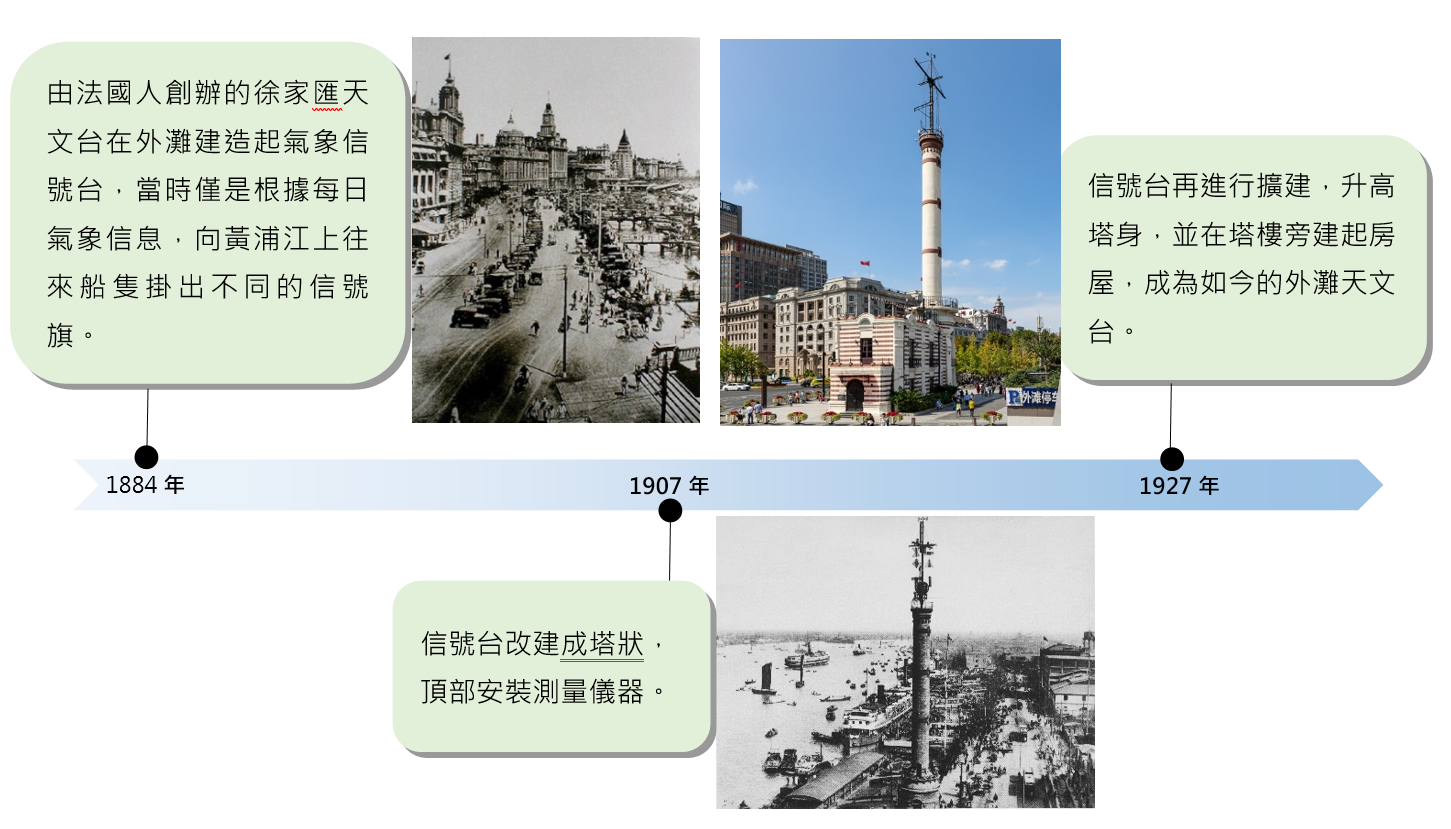 由法國人創辦的徐家匯天
文台在外灘建造起氣象信
號台，當時僅是根據每日
氣象信息，向黃浦江上往
來船隻掛出不同的信號
旗。
信號台再進行擴建，升高
塔身，並在塔樓旁建起房
屋，成為如今的外灘天文
台。
P外滩停车
1884 年
1907 年
1927 年
信號台改建成塔狀，
頂部安裝測量儀器。